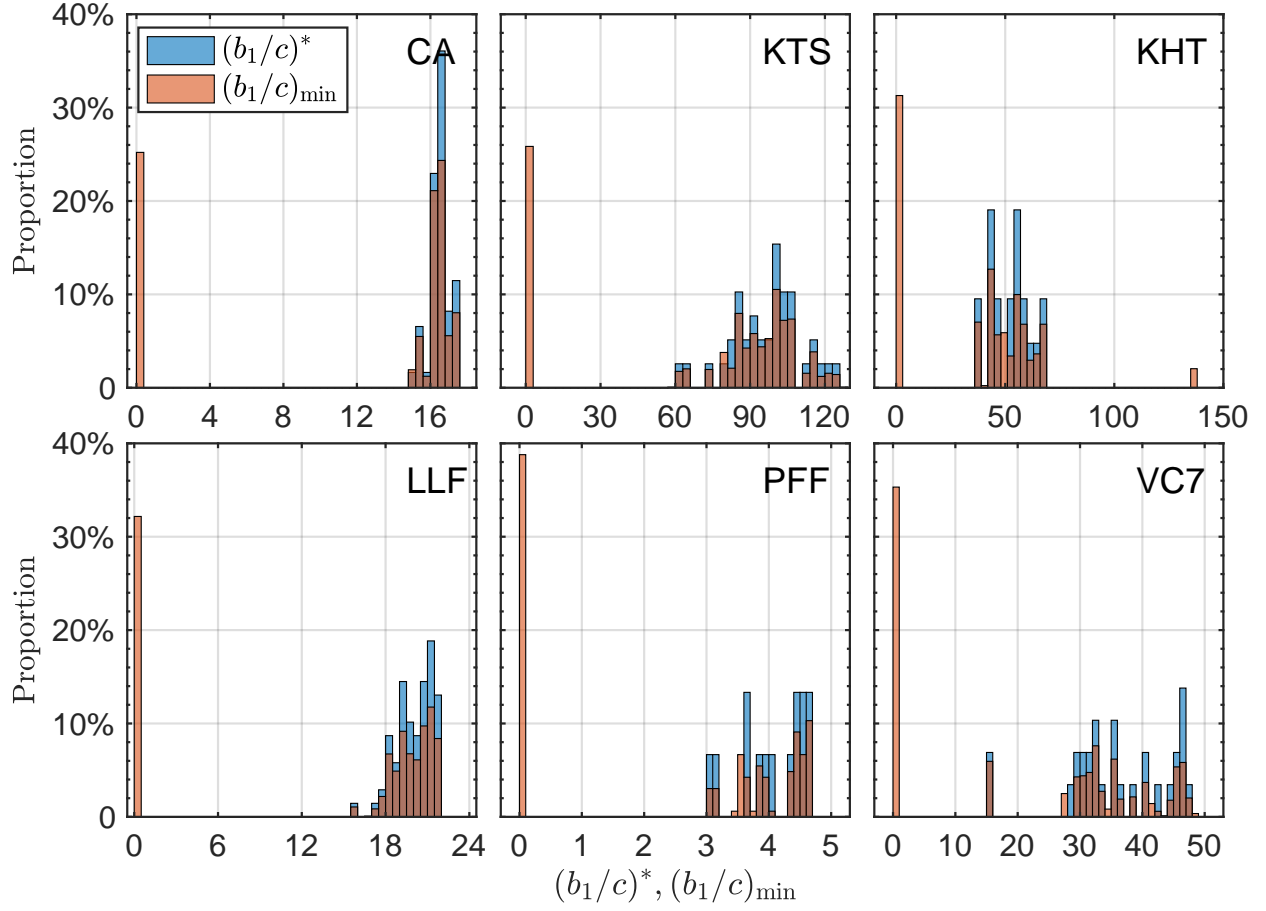 40%
30%
20%
10%
0
Proportion
(b₁/c)*
(b₁/c)min
CA
0 4 8 12 16
KTS
0 30 60 90 120
KHT
0 50 100 150
40%
30%
20%
10%
0
Proportion
LLF
0 6 12 18 24
PFF
0 1 2 3 4 5
VC7
0 10 20 30 40 50
(b₁/c)*, (b₁/c)min